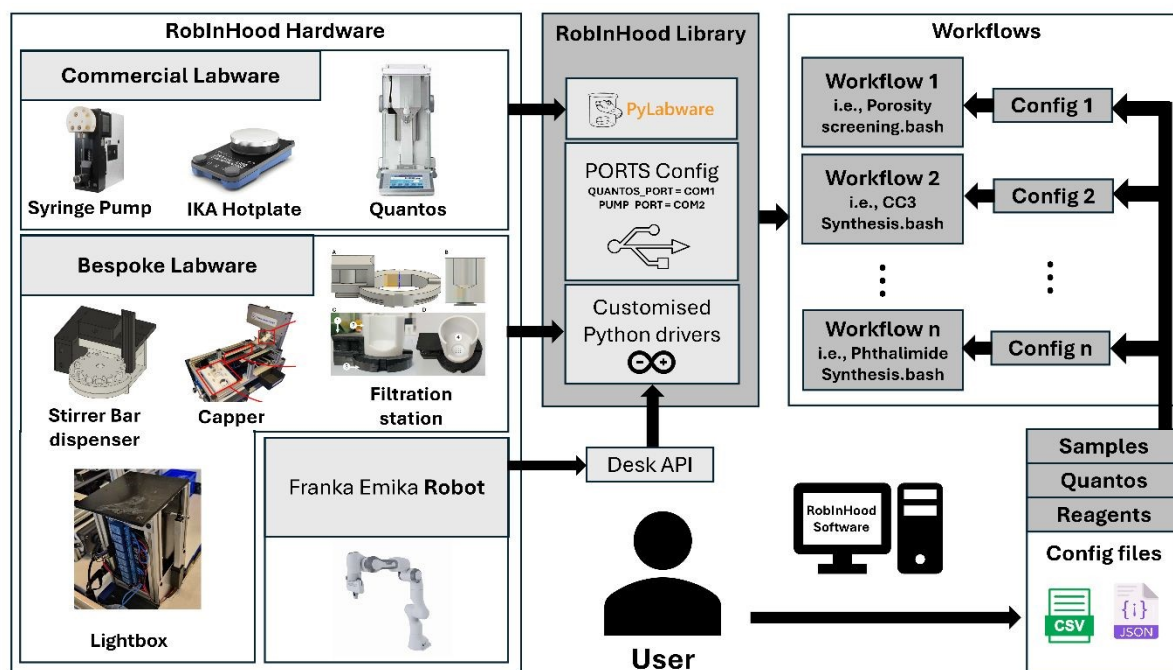 RobInHood Hardware
Commercial Labware
Syringe Pump
IKA Hotplate
Quantos
Bespoke Labware
A
B
C
D
Stirrer Bar
dispenser
Capper
Filtration
station
Lightbox
Franka Emika Robot
RobInHood Library
PyLabware
PORTS Config
QUANTOS_PORT = COM1
PUMP PORT = COM2
Customised
Python drivers
Desk API
Workflows
Workflow 1
i.e., Porosity
screening.bash
Config 1
Workflow 2
i.e., CC3
Synthesis.bash
Config 2
Workflow n
i.e., Phthalimide
Synthesis.bash
Config n
RobInHood
Software
User
Samples
Quantos
Reagents
Config files
CSV
{i}
JSON